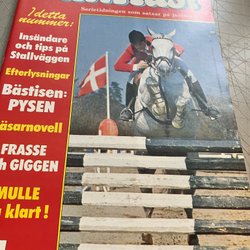 Serietidningen som satsar på
I detta
nummer:
Insändare
och tips på
Stallväggen
Efterlysningar
Bästisen:
PYSEN
äsarnovell
FRASSE
ch GIGGEN
MULLE
klart!